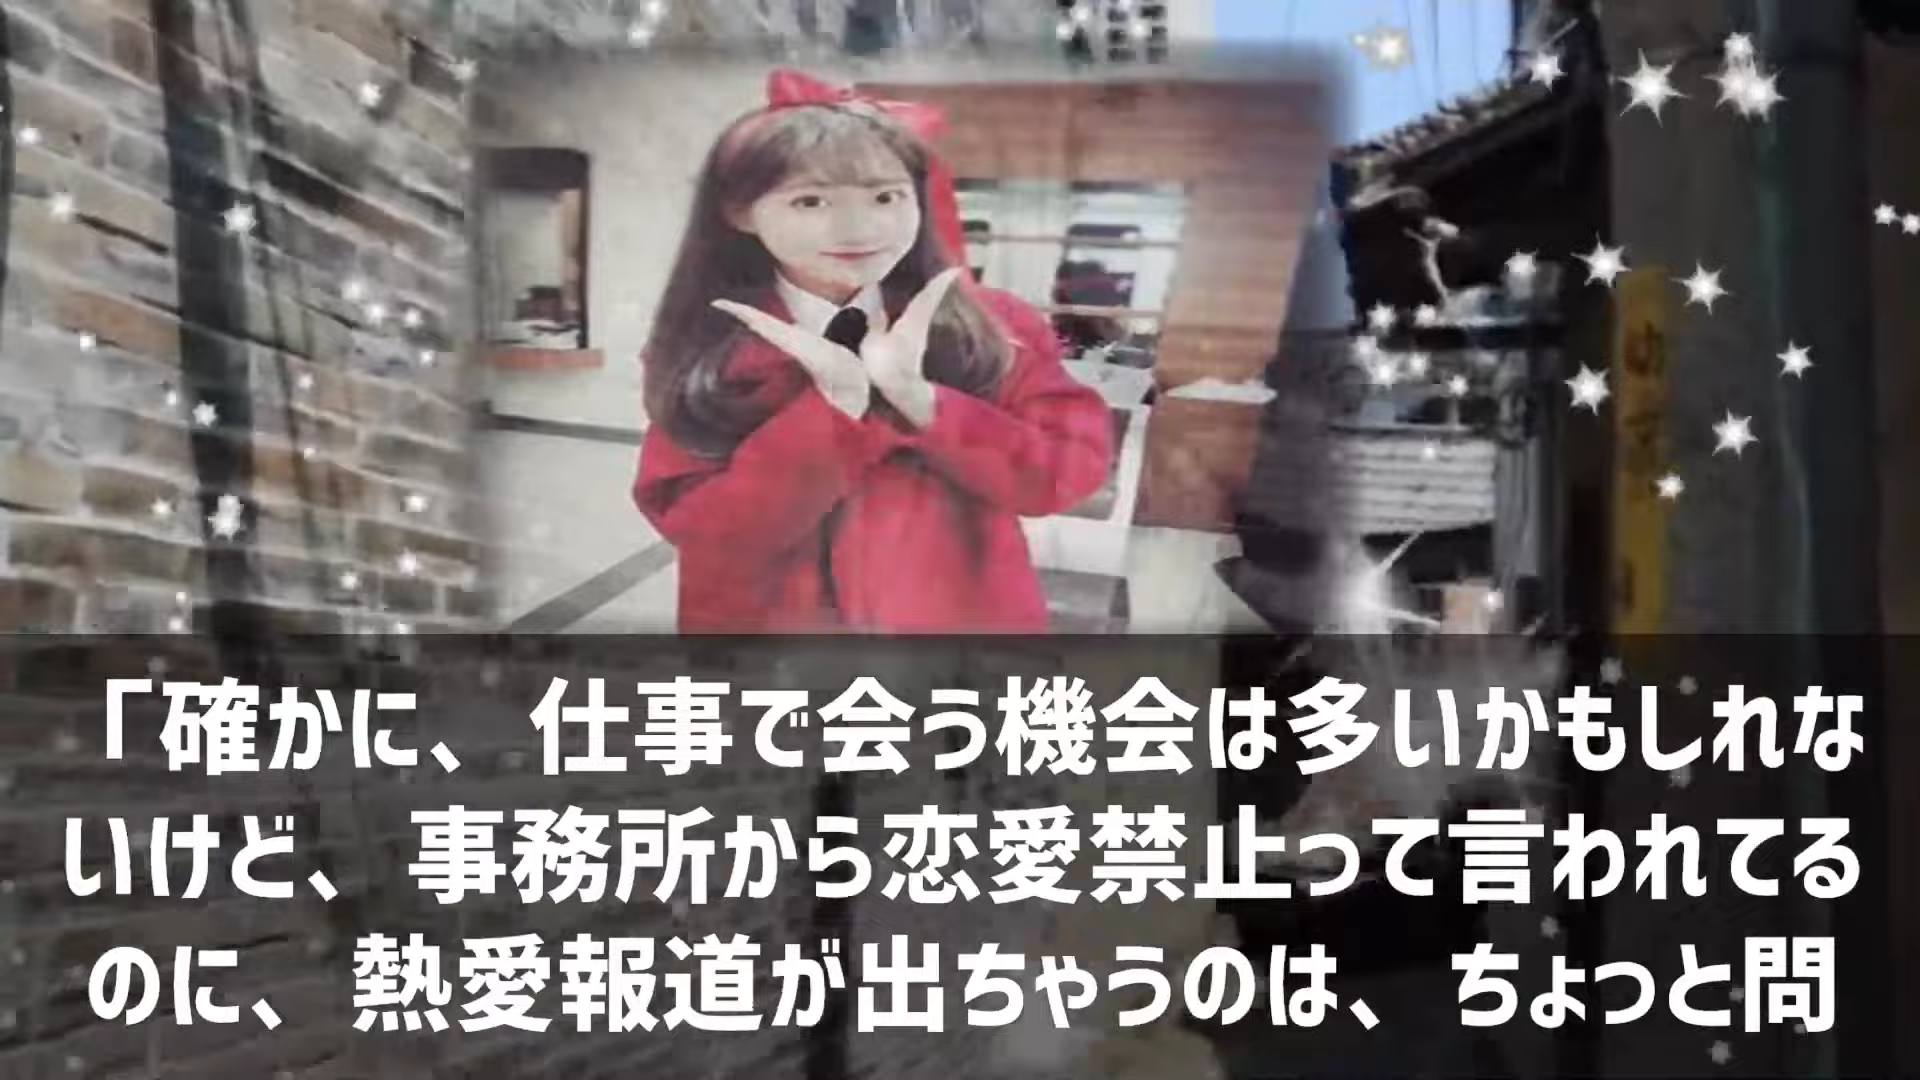 「確かに、仕事で会う機会は多いかもしれな
いけど、事務所から恋愛禁止って言われてる
のに、熱愛報道が出ちゃうのは、ちょっと問